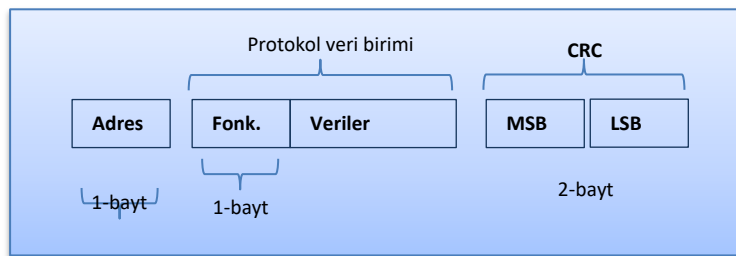 Protokol veri birimi
CRC
Adres
Fonk.
Veriler
MSB
LSB
1-bayt
1-bayt
2-bayt